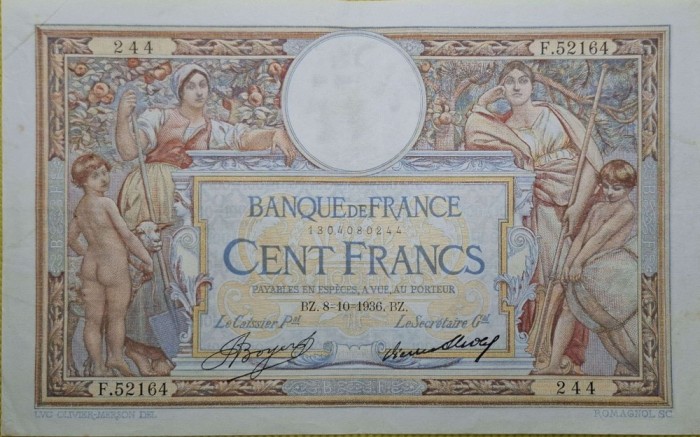 244 F.52164
BANQUE DE FRANCE
1304080244
CENT FRANCS
PAYABLES EN ESPÈCES, A VUE, AU PORTEUR
BZ. 8-10-1936. BZ.
Le Caissier Pal Le Secrétaire Gal
F.52164 244
LUC OLIVIER-MERSON DEL. ROMAGNOL SC.